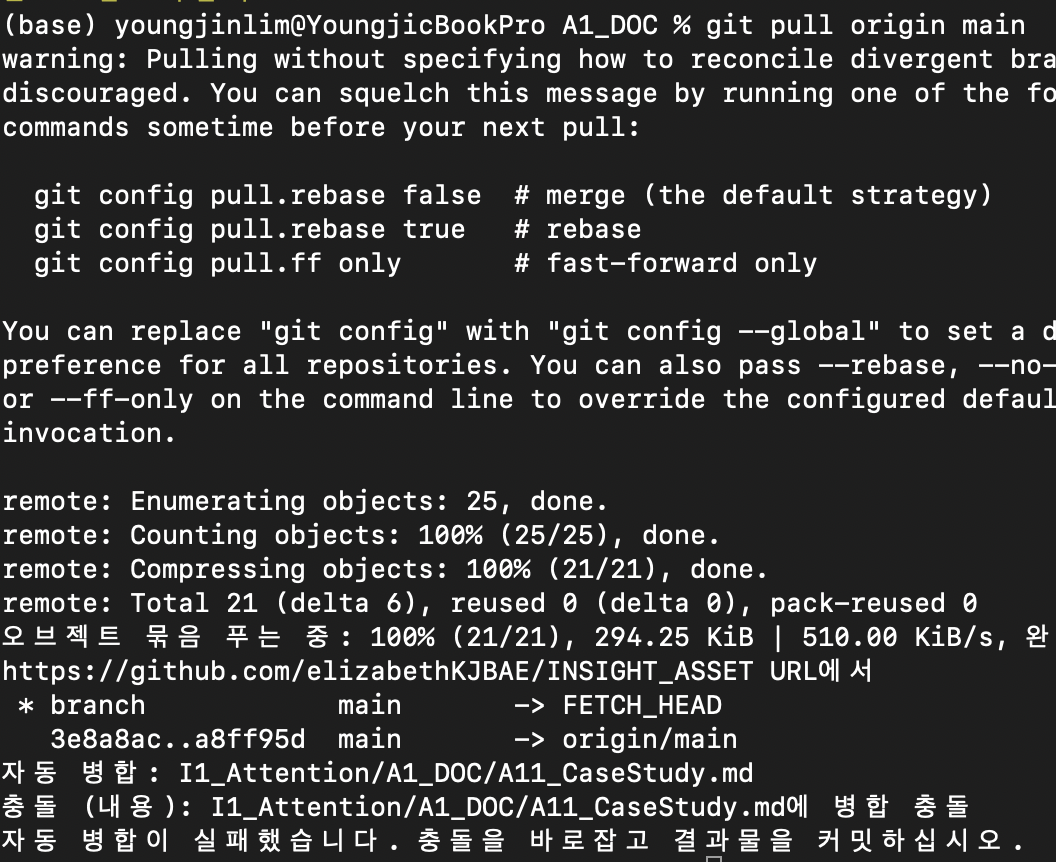 (base) youngjinlim@YoungjicBookPro A1_DOC % git pull origin main
warning: Pulling without specifying how to reconcile divergent bra
discouraged. You can squelch this message by running one of the fo
commands sometime before your next pull:
git config pull.rebase false # merge (the default strategy)
git config pull.rebase true # rebase
git config pull.ff only # fast-forward only
You can replace "git config" with "git config --global" to set a d
preference for all repositories. You can also pass --rebase, --no-
or --ff-only on the command line to override the configured defaul
invocation.
remote: Enumerating objects: 25, done.
remote: Counting objects: 100% (25/25), done.
remote: Compressing objects: 100% (21/21), done.
remote: Total 21 (delta 6), reused 0 (delta 0), pack-reused 0
오브젝트 묶음 푸는 중: 100% (21/21), 294.25 KiB | 510.00 KiB/s, 완
https://github.com/elizabethKJBAE/INSIGHT_ASSET URL에서
* branch main -> FETCH_HEAD
3e8a8ac..a8ff95d main -> origin/main
자동 병합: I1_Attention/A1_DOC/A11_CaseStudy.md
충돌 (내용): I1_Attention/A1_DOC/A11_CaseStudy.md에 병합 충돌
자동 병합이 실패했습니다. 충돌을 바로잡고 결과물을 커밋하십시오.